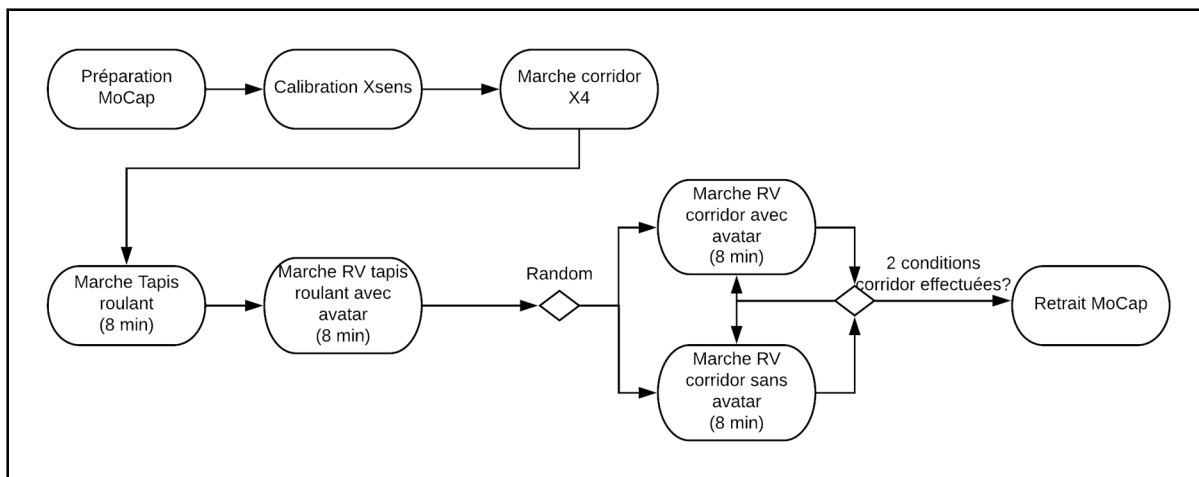 Préparation
MoCap
Calibration Xsens
Marche corridor
X4
Marche Tapis
roulant
(8 min)
Marche RV tapis
roulant avec
avatar
(8 min)
Random
Marche RV
corridor avec
avatar
(8 min)
Marche RV
corridor sans
avatar
(8 min)
2 conditions
corridor effectuées?
Retrait MoCap